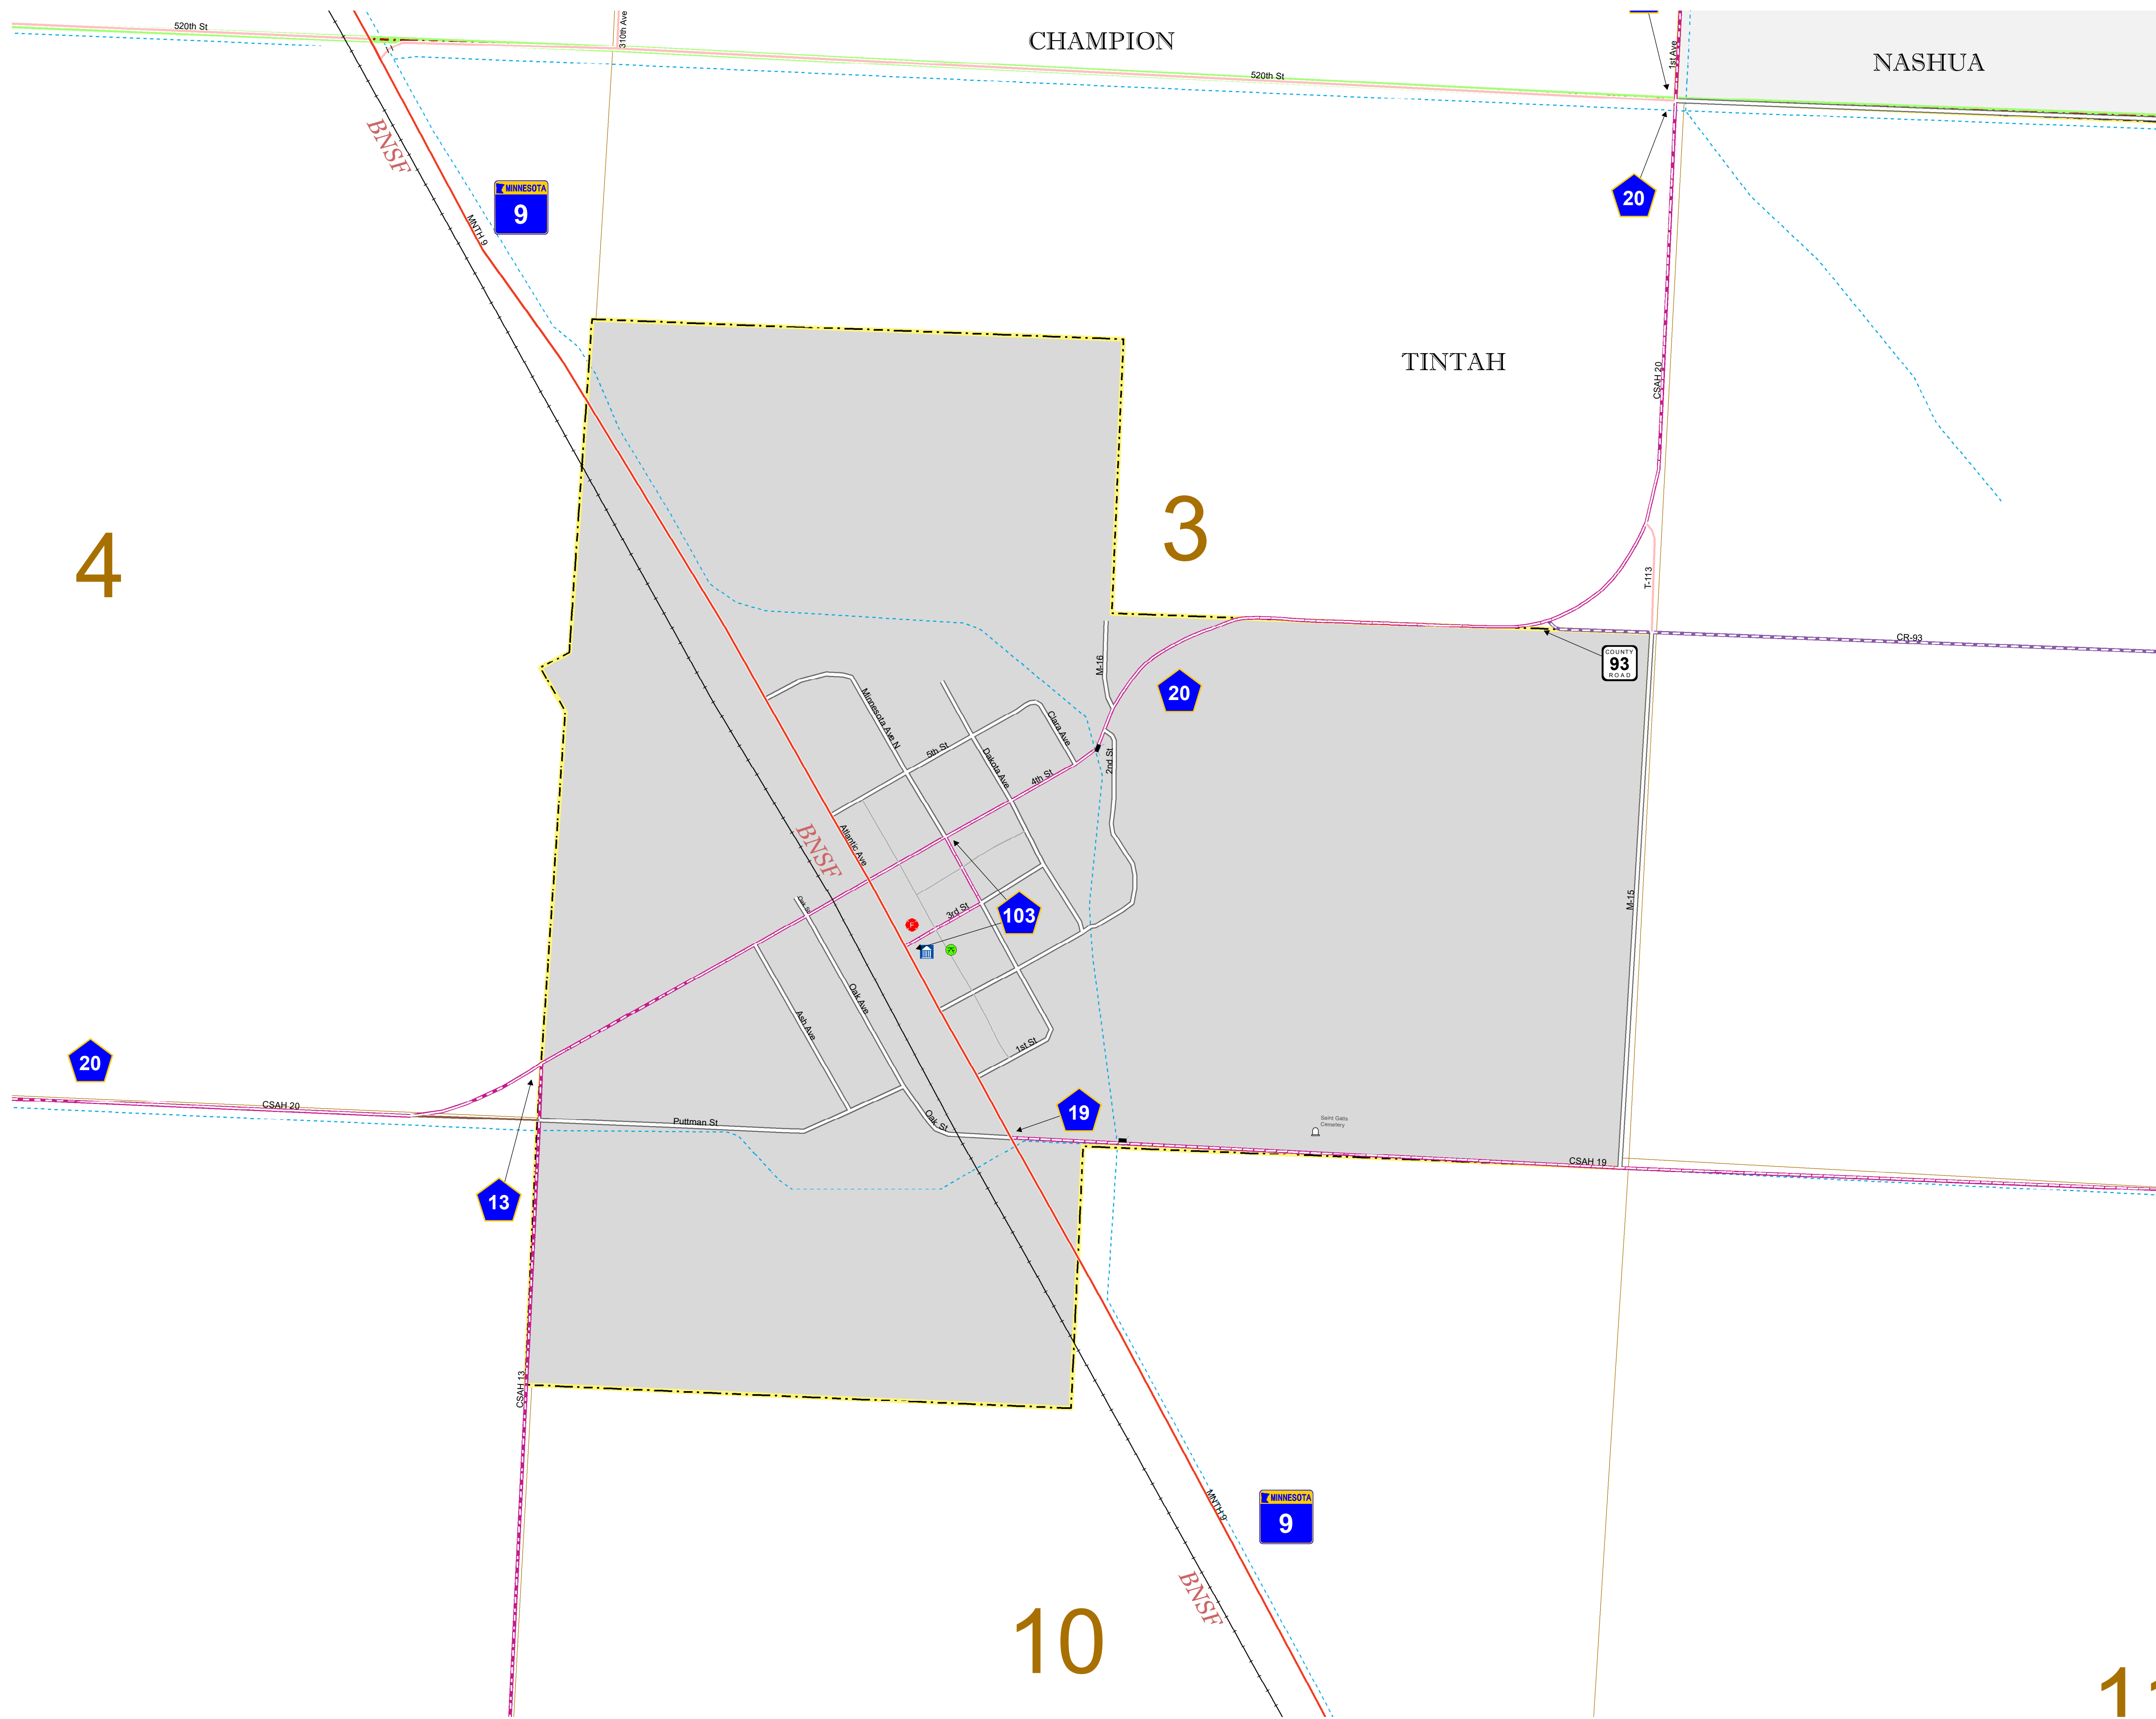 520th St
310th Ave
CHAMPION
520th St
1st Ave
NASHUA
BNSF
MINNESOTA
9
MNTH 9
20
TINTAH
CSAH 20
3
4
T-113
CR-93
COUNTY
93
ROAD
M-16
20
Minnesota Ave N
Clara Ave
5th St
Dakota Ave
4th St
2nd St
Atlantic Ave
BNSF
Oak St
M-15
3rd St
103
F
Oak Ave
Ash Ave
1st St
20
CSAH 20
Puttman St
Oak St
19
Saint Galls
Cemetery
CSAH 19
13
CSAH 13
MNTH 9
MINNESOTA
9
BNSF
10